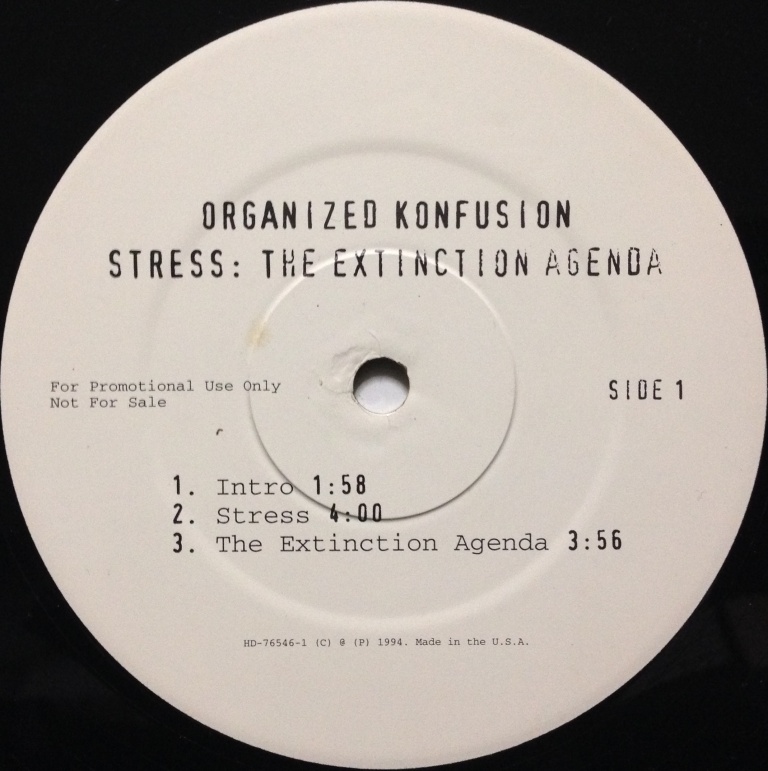 ORGANIZED KONFUSION
STRESS: THE EXTINCTION AGENDA
For Promotional Use Only
Not For Sale
SIDE 1
1. Intro 1:58
2. Stress 4:00
3. The Extinction Agenda 3:56
HD-76546-1 (C) @ (P) 1994. Made in the U.S.A.